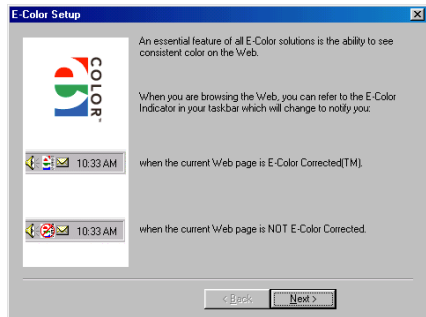 E-Color Setup
An essential feature of all E-Color solutions is the ability to see
consistent color on the Web.
COLOR™
When you are browsing the Web, you can refer to the E-Color
Indicator in your taskbar which will change to notify you:
10:33 AM
when the current Web page is E-Color Corrected(TM).
10:33 AM
when the current Web page is NOT E-Color Corrected.
< Back
Next >